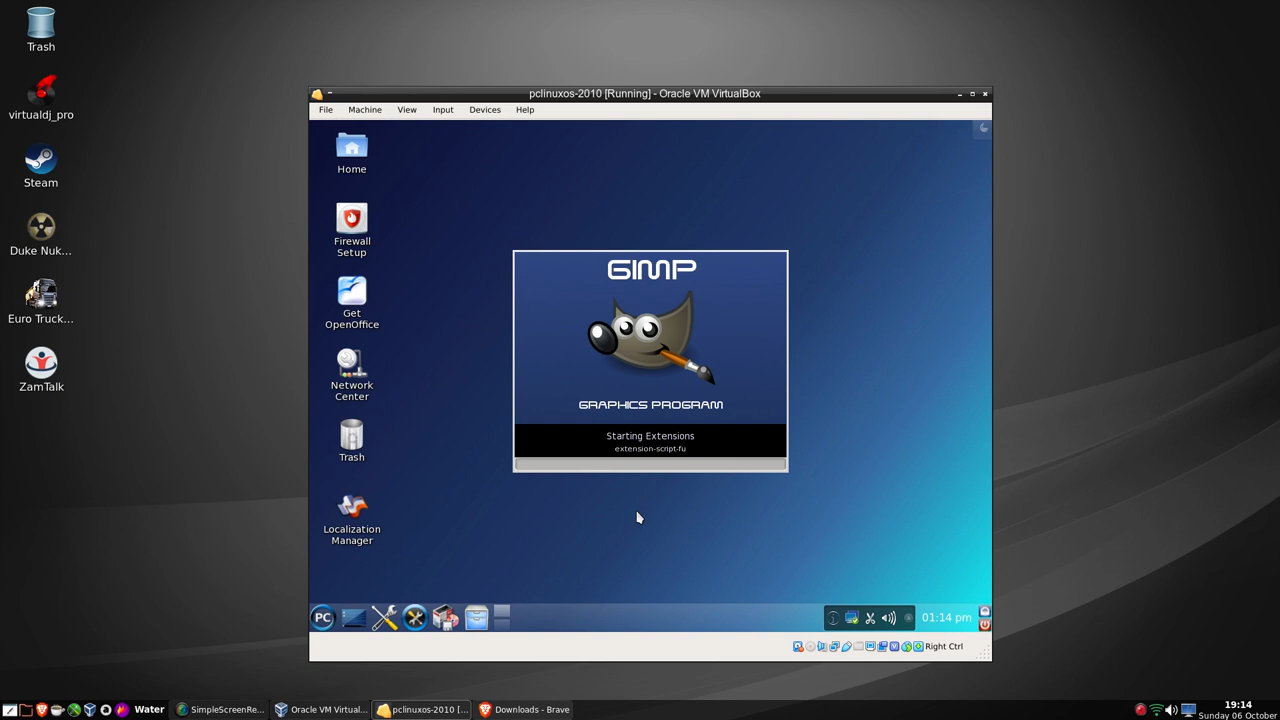 Trash
virtualdj_pro
Steam
Duke Nuk...
Euro Truck...
ZamTalk
pclinuxos-2010 [Running] - Oracle VM VirtualBox
File Machine View Input Devices Help
Home
Firewall
Setup
Get
OpenOffice
Network
Center
Trash
Localization
Manager
GIMP
GRAPHICS PROGRAM
Starting Extensions
extension-script-fu
PC
01:14 pm
Right Ctrl
Water
SimpleScreenRe...
Oracle VM Virtual...
pclinuxos-2010 [...
Downloads - Brave
19:14
Sunday 06 October